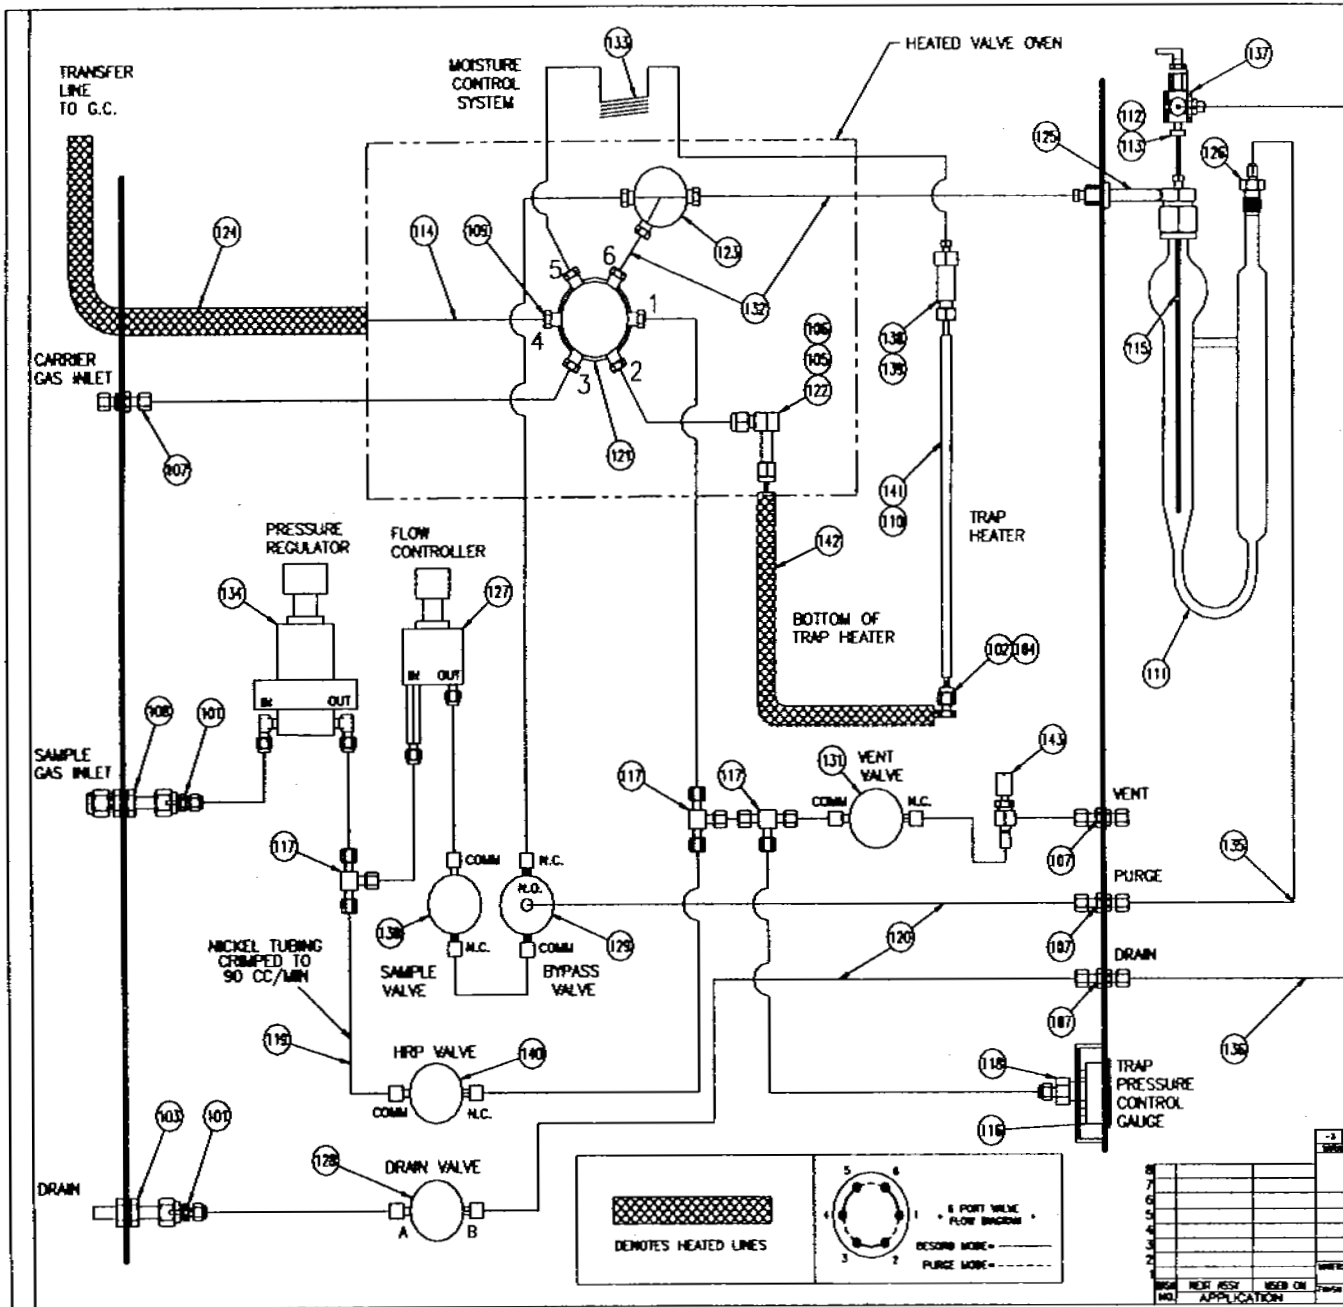 TRANSFER
LINE
TO G.C.
MOISTURE
CONTROL
SYSTEM
133
HEATED VALVE OVEN
137
112
113
125
126
124
114
109
123
5
6
4
1
3
2
132
106
105
122
138
139
115
CARRIER
GAS INLET
107
121
141
110
TRAP
HEATER
142
PRESSURE
REGULATOR
FLOW
CONTROLLER
134
127
IN
OUT
IN
OUT
BOTTOM OF
TRAP HEATER
102
104
111
108
101
SAMPLE
GAS INLET
117
117
131
VENT
VALVE
COMM
N.C.
143
VENT
107
117
COMM
N.C.
N.O.
N.C.
COMM
129
SAMPLE
VALVE
BYPASS
VALVE
PURGE
135
107
120
DRAIN
107
136
NICKEL TUBING
CRIMPED TO
90 CC/MIN
119
HRP VALVE
140
COMM
N.C.
118
116
TRAP
PRESSURE
CONTROL
GAUGE
103
101
DRAIN
128
DRAIN VALVE
A
B
DENOTES HEATED LINES
5
6
4
1
3
2
6 PORT VALVE
FLOW DIAGRAM
DESORB MODE=
PURGE MODE=
8
7
6
5
4
3
2
1
NEXT ASSY
USED ON
NO.
APPLICATION